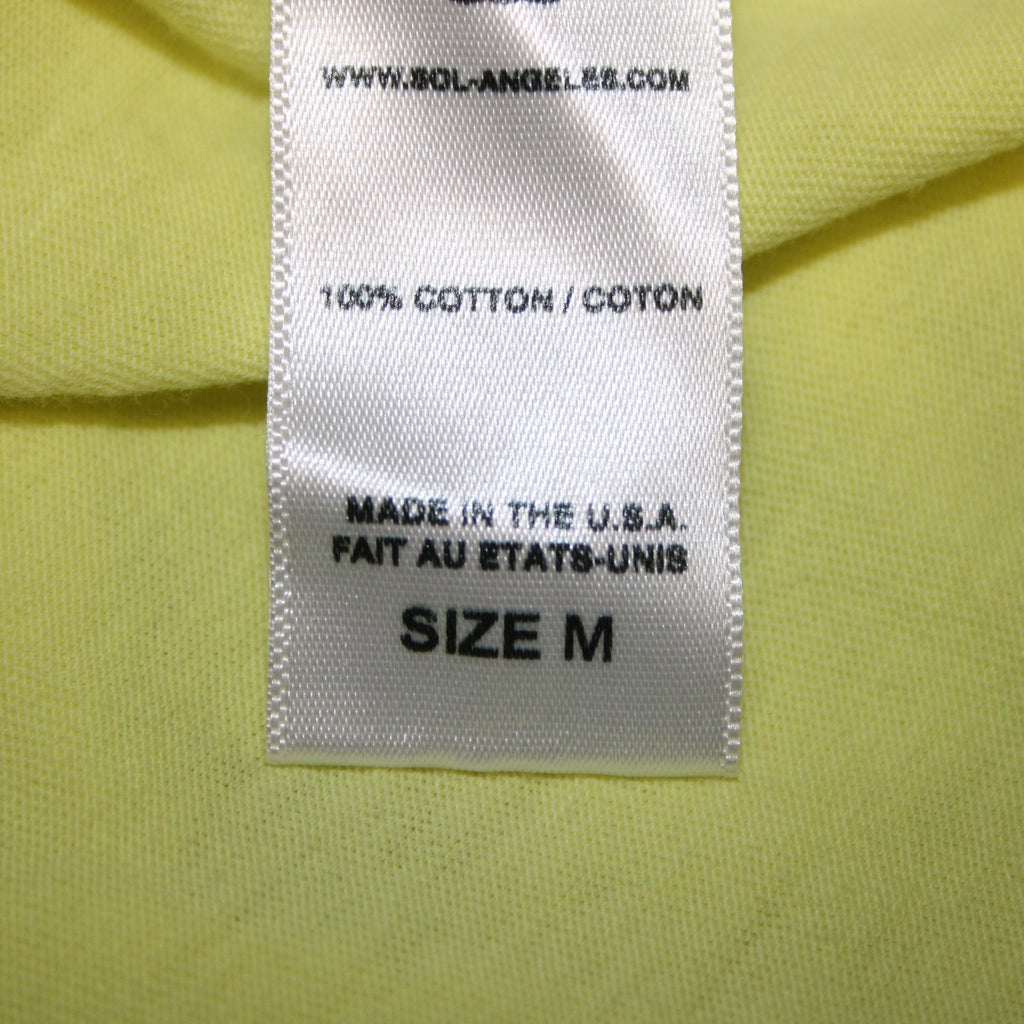 WWW.SOL-ANGELES.COM
100% COTTON / COTON
MADE IN THE U.S.A.
FAIT AU ETATS-UNIS
SIZE M